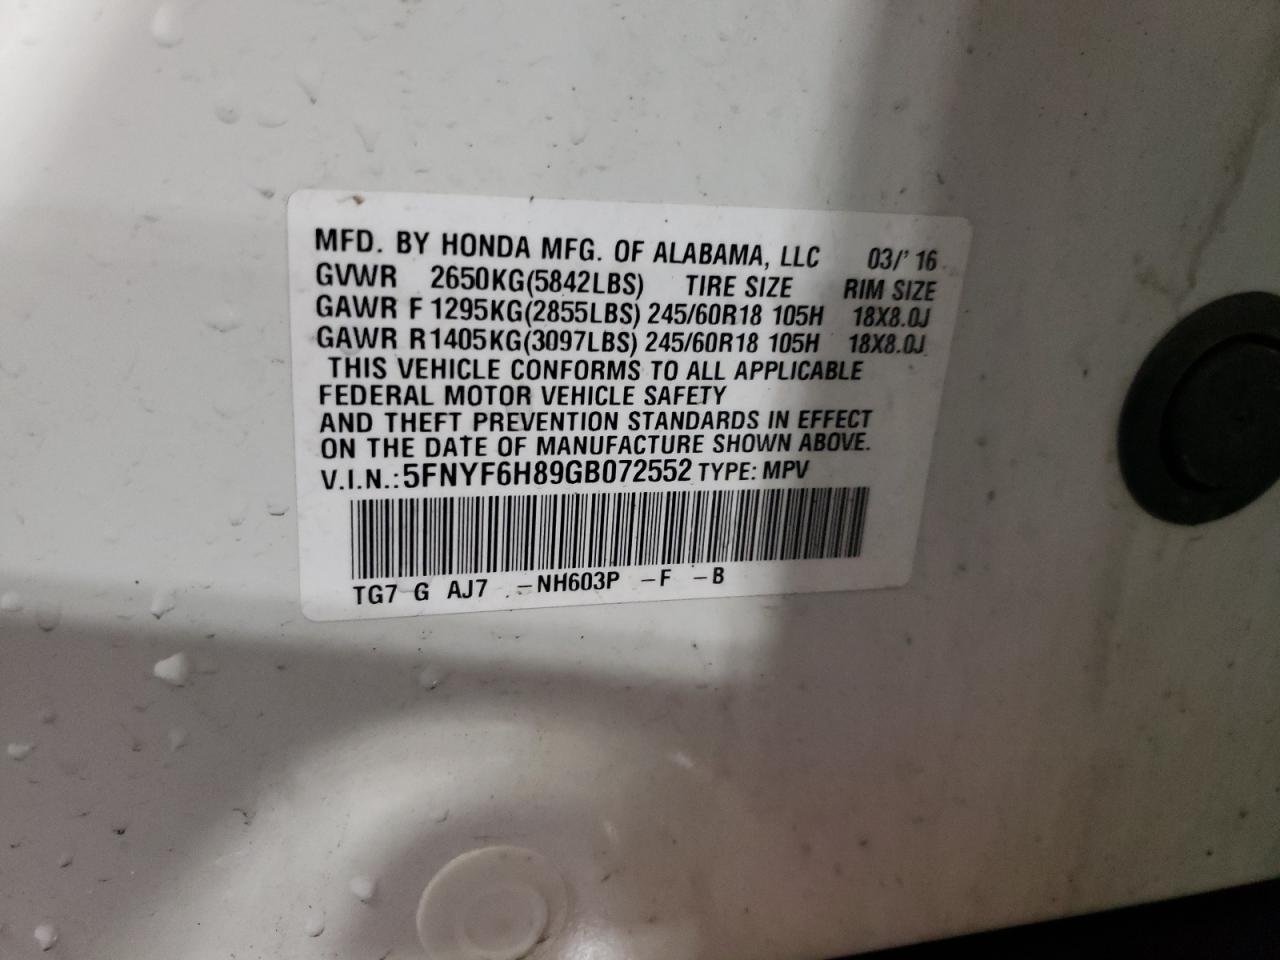 MFD. BY HONDA MFG. OF ALABAMA, LLC 03/'16
GVWR 2650KG(5842LBS) TIRE SIZE RIM SIZE
GAWR F 1295KG(2855LBS) 245/60R18 105H 18X8.0J
GAWR R1405KG(3097LBS) 245/60R18 105H 18X8.0J
THIS VEHICLE CONFORMS TO ALL APPLICABLE
FEDERAL MOTOR VEHICLE SAFETY
AND THEFT PREVENTION STANDARDS IN EFFECT
ON THE DATE OF MANUFACTURE SHOWN ABOVE.
V.I.N.:5FNYF6H89GB072552 TYPE: MPV
TG7 G AJ7 -NH603P -F -B